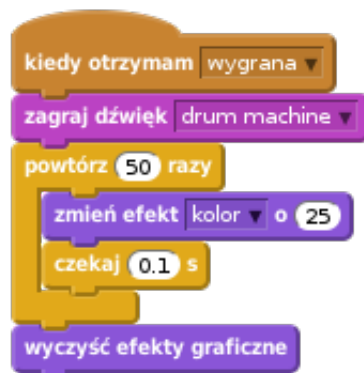 kiedy otrzymam wygrana
zagraj dźwięk drum machine
powtórz 50 razy
zmień efekt kolor o 25
czekaj 0.1 s
wyczyść efekty graficzne